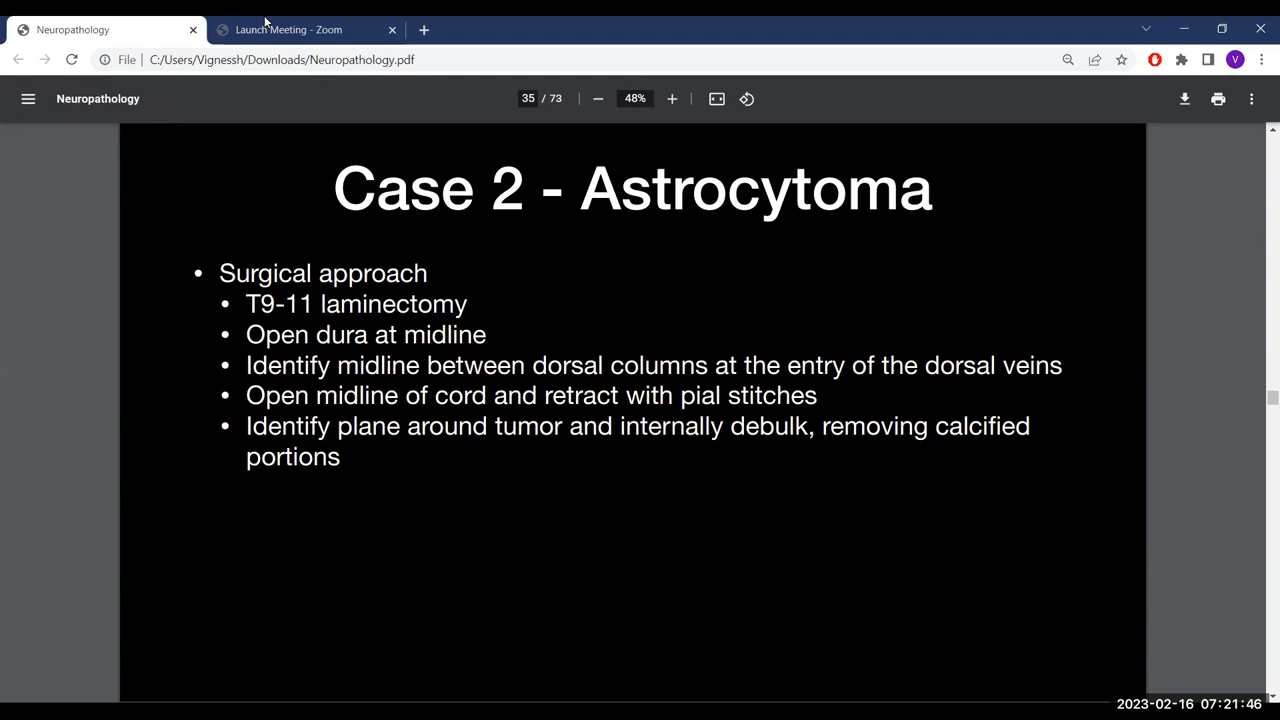 Neuropathology
Launch Meeting - Zoom
File
C:/Users/Vignessh/Downloads/Neuropathology.pdf
V
Neuropathology
35 / 73
48%
Case 2 - Astrocytoma
• Surgical approach
• T9-11 laminectomy
• Open dura at midline
• Identify midline between dorsal columns at the entry of the dorsal veins
• Open midline of cord and retract with pial stitches
• Identify plane around tumor and internally debulk, removing calcified
portions
2023-02-16 07:21:46